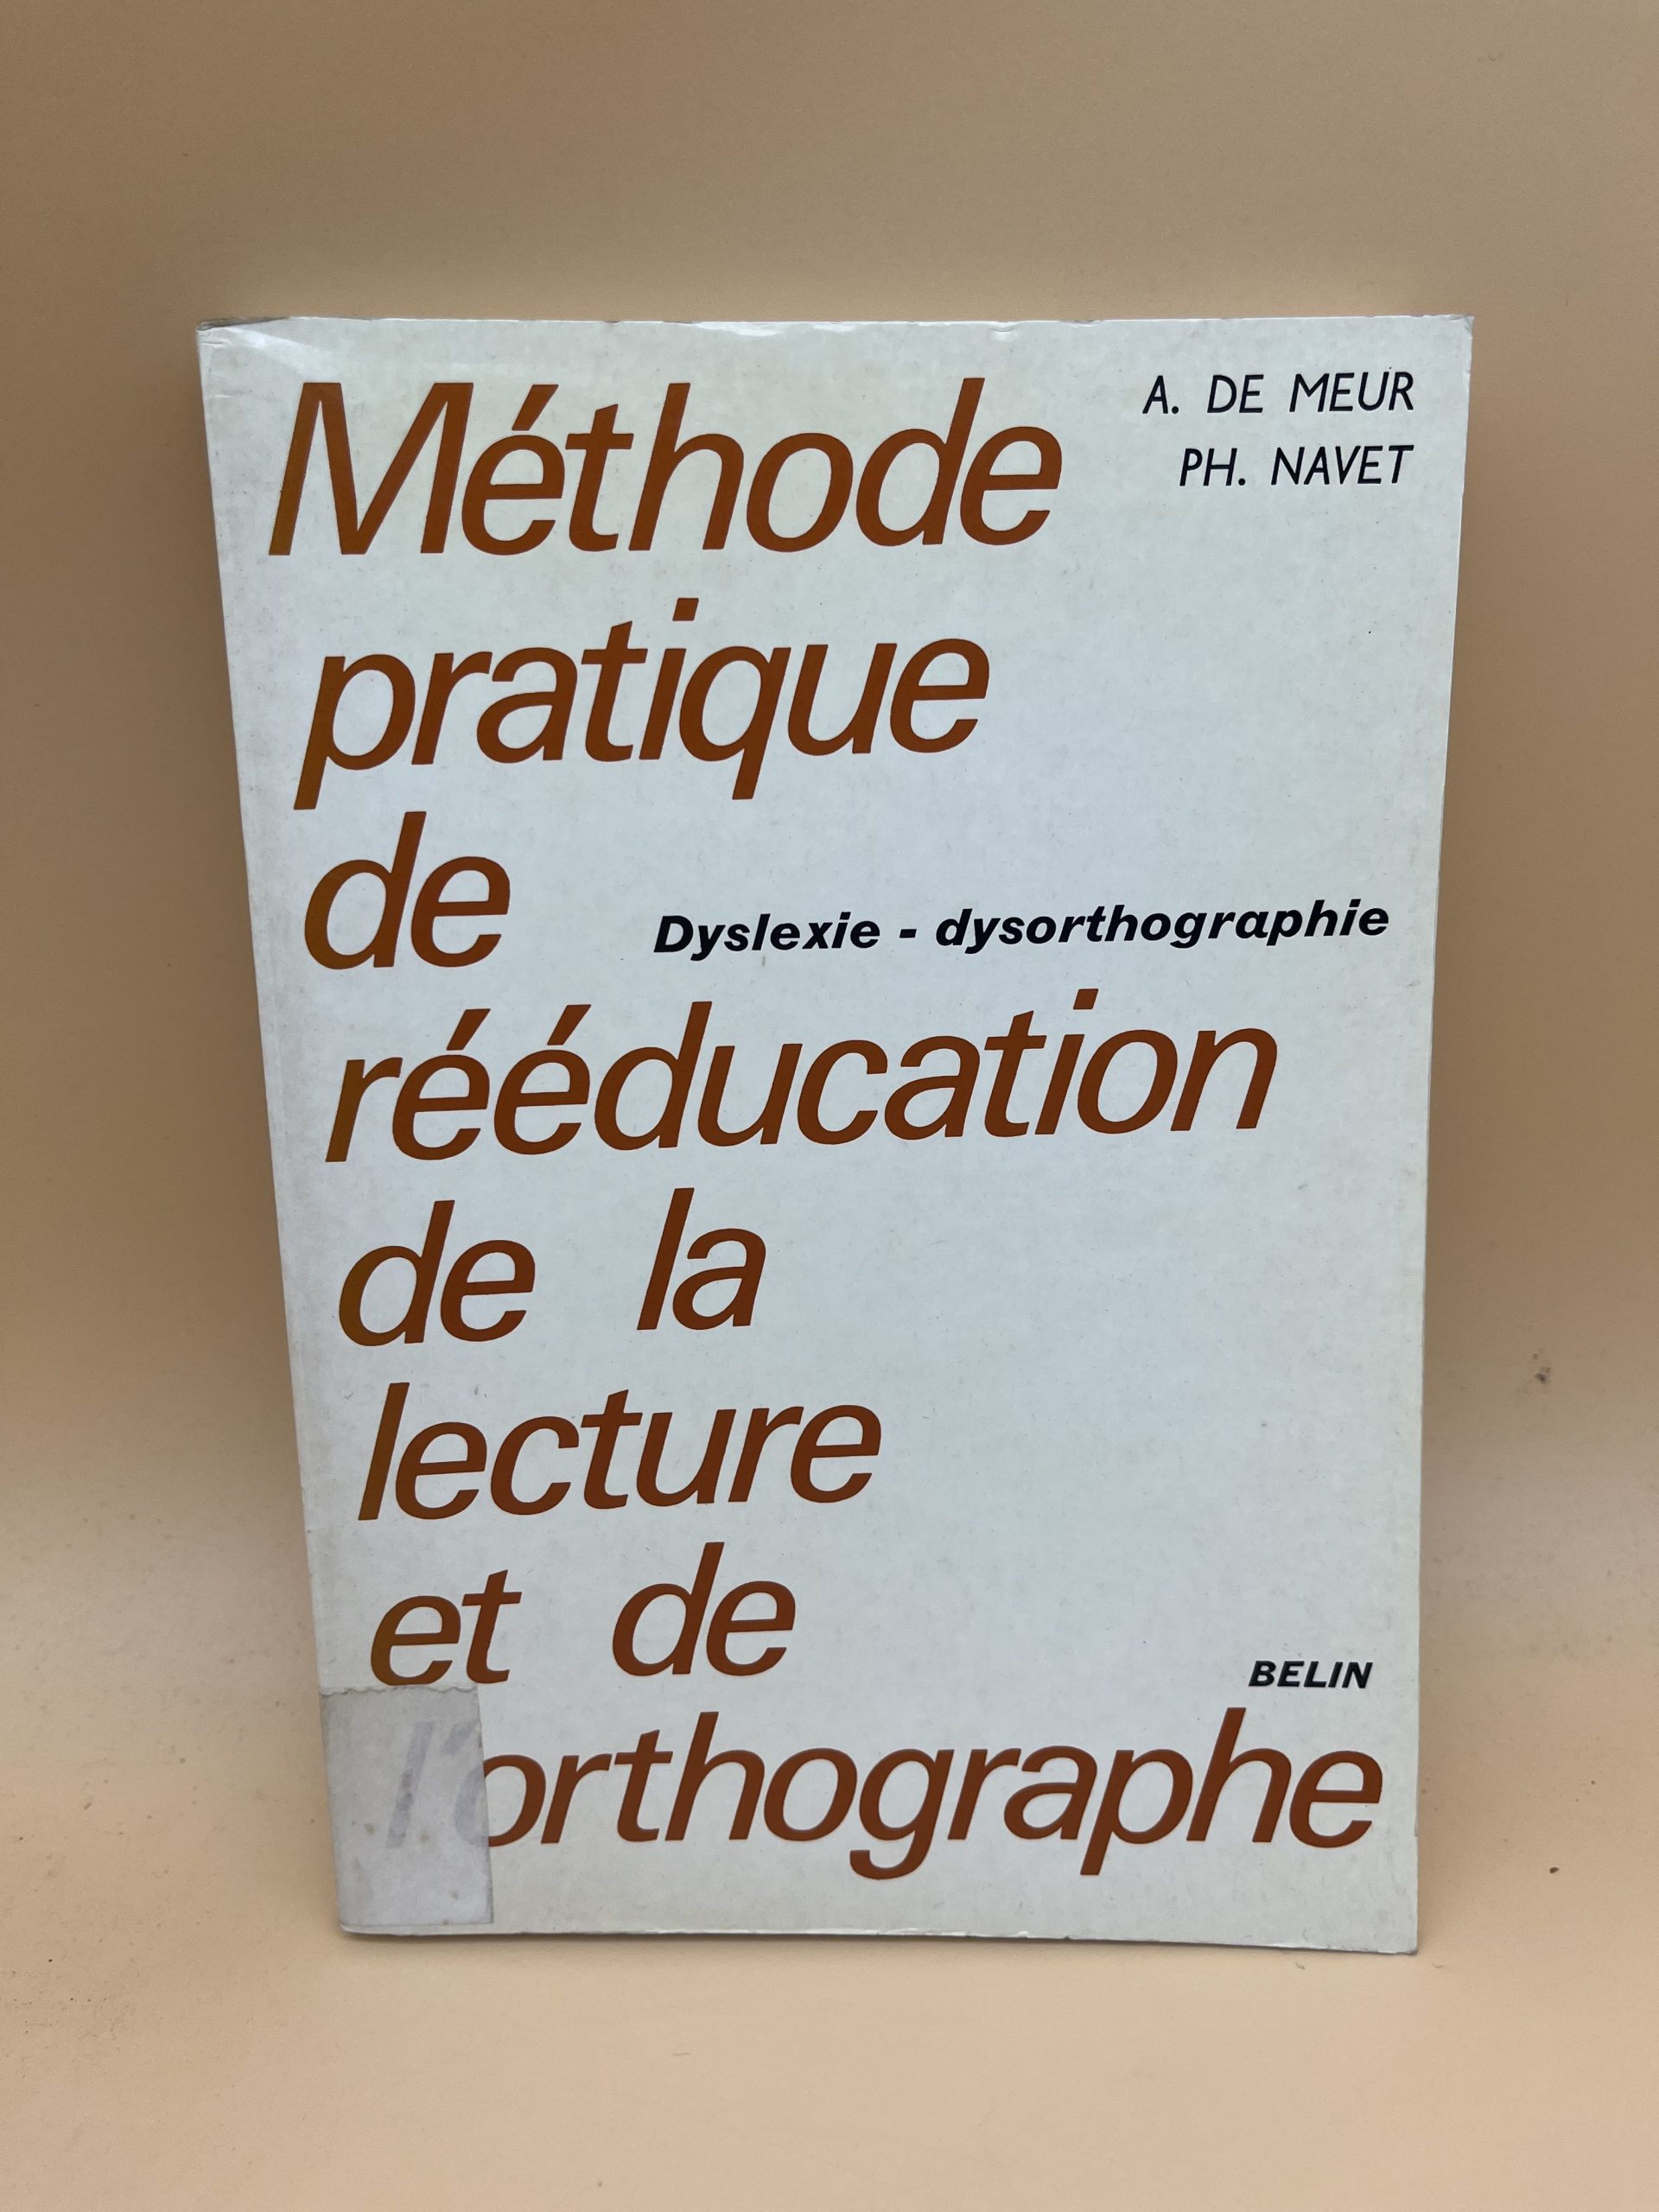 Méthode
A. DE MEUR
PH. NAVET
pratique
de
Dyslexie - dysorthographie
rééducation
de la
lecture
et de
BELIN
l'orthographe